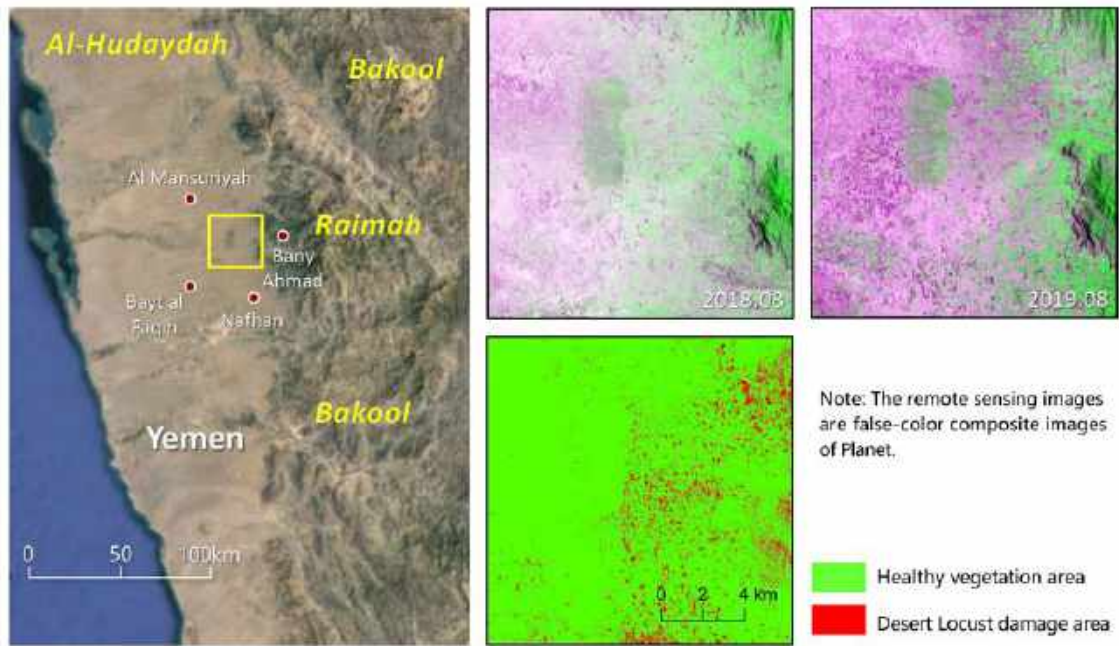 Al-Hudaydah
Bakool
Al Mansuriyah
Raimah
Bany
Ahmad
Bayt al
Faqih
Nafhan
Bakool
Yemen
0 50 100km
2018.08
2019.08
0 2 4 km
Note: The remote sensing images
are false-color composite images
of Planet.
Healthy vegetation area
Desert Locust damage area